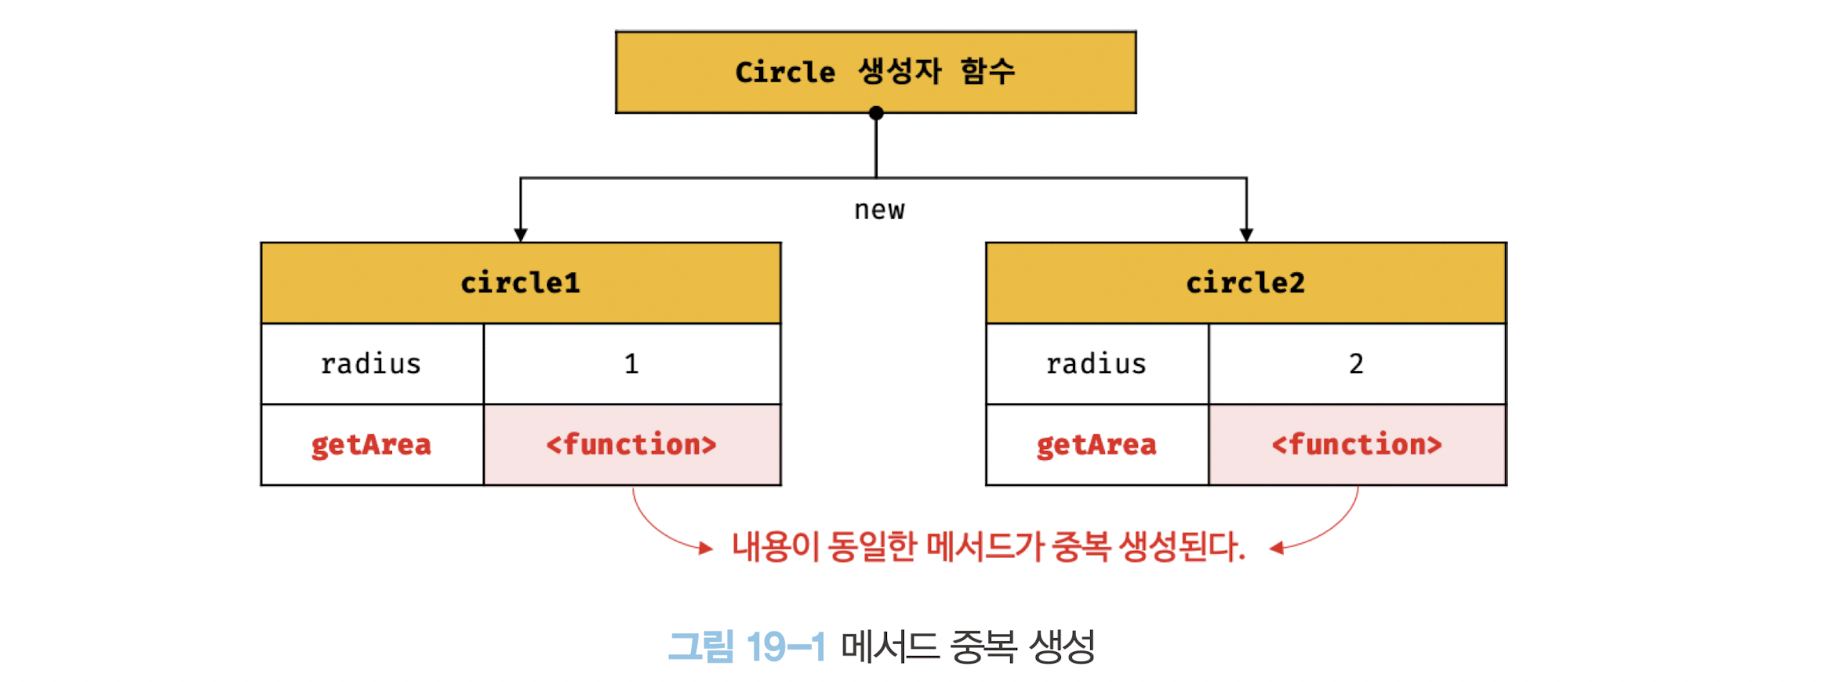 Circle 생성자 함수
new
circle1
radius 1
getArea <function>
circle2
radius 2
getArea <function>
내용이 동일한 메서드가 중복 생성된다.
그림 19-1 메서드 중복 생성